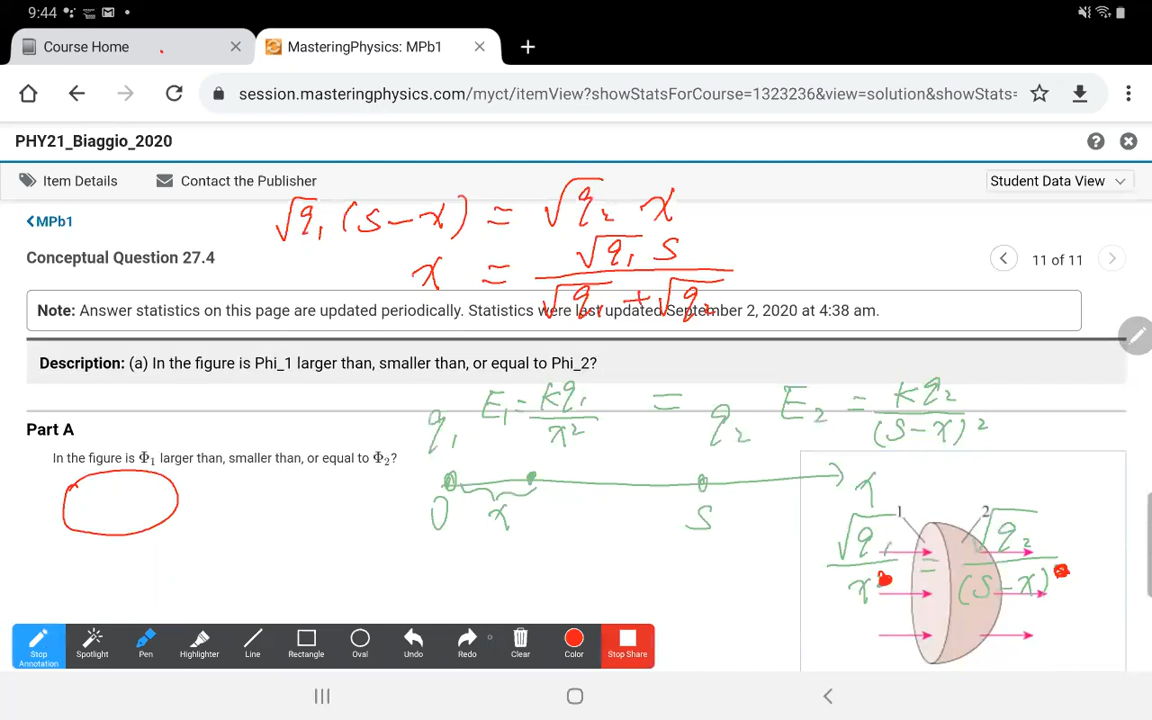 9:44
Course Home
MasteringPhysics: MPb1
session.masteringphysics.com/myct/itemView?showStatsForCourse=1323236&view=solution&showStats=
PHY21_Biaggio_2020
Item Details
Contact the Publisher
Student Data View
MPb1
√q₁ (S−x) = √q₂ x
Conceptual Question 27.4
11 of 11
x = √q₁ S / (√q₁ + √q₂)
Note: Answer statistics on this page are updated periodically. Statistics were last updated September 2, 2020 at 4:38 am.
Description: (a) In the figure is Phi_1 larger than, smaller than, or equal to Phi_2?
q₁ E₁ = kq₁ / x² = q₂ E₂ = kq₂ / (S−x)²
Part A
In the figure is Φ₁ larger than, smaller than, or equal to Φ₂?
0 x S x
1 2
√q₁ / x = √q₂ / (S−x)
Stop Annotation
Spotlight
Pen
Highlighter
Line
Rectangle
Oval
Undo
Redo
Clear
Color
Stop Share